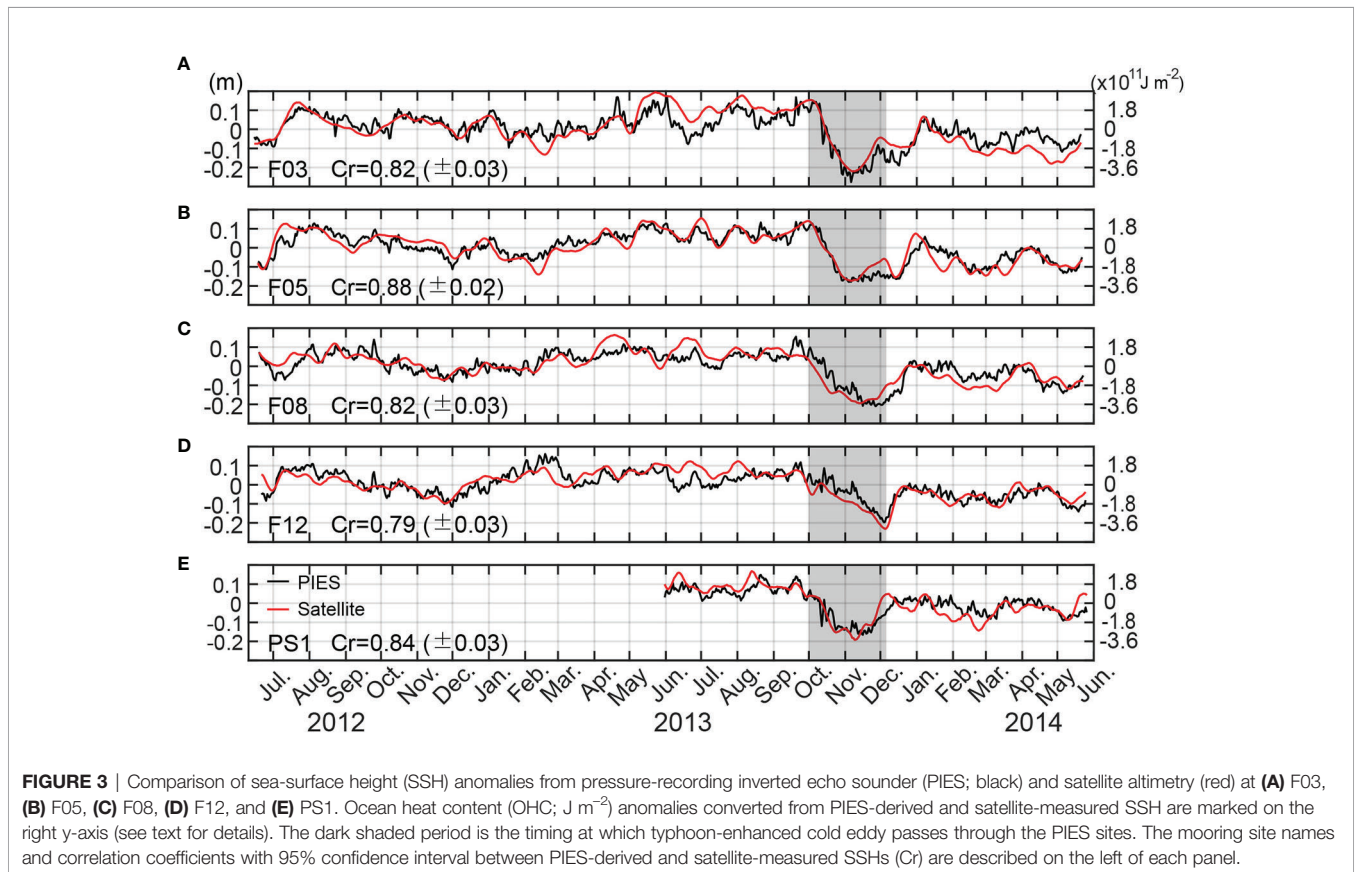 A
(m)
(x10¹¹J m⁻²)
0.1
0
-0.1
-0.2
1.8
0
-1.8
-3.6
F03 Cr=0.82 (±0.03)
B
0.1
0
-0.1
-0.2
1.8
0
-1.8
-3.6
F05 Cr=0.88 (±0.02)
C
0.1
0
-0.1
-0.2
1.8
0
-1.8
-3.6
F08 Cr=0.82 (±0.03)
D
0.1
0
-0.1
-0.2
1.8
0
-1.8
-3.6
F12 Cr=0.79 (±0.03)
E
0.1
0
-0.1
-0.2
1.8
0
-1.8
-3.6
PIES
Satellite
PS1 Cr=0.84 (±0.03)
Jul. Aug. Sep. Oct. Nov. Dec. Jan. Feb. Mar. Apr. May Jun. Jul. Aug. Sep. Oct. Nov. Dec. Jan. Feb. Mar. Apr. May Jun.
2012 2013 2014
FIGURE 3 | Comparison of sea-surface height (SSH) anomalies from pressure-recording inverted echo sounder (PIES; black) and satellite altimetry (red) at (A) F03,
(B) F05, (C) F08, (D) F12, and (E) PS1. Ocean heat content (OHC; J m⁻²) anomalies converted from PIES-derived and satellite-measured SSH are marked on the
right y-axis (see text for details). The dark shaded period is the timing at which typhoon-enhanced cold eddy passes through the PIES sites. The mooring site names
and correlation coefficients with 95% confidence interval between PIES-derived and satellite-measured SSHs (Cr) are described on the left of each panel.